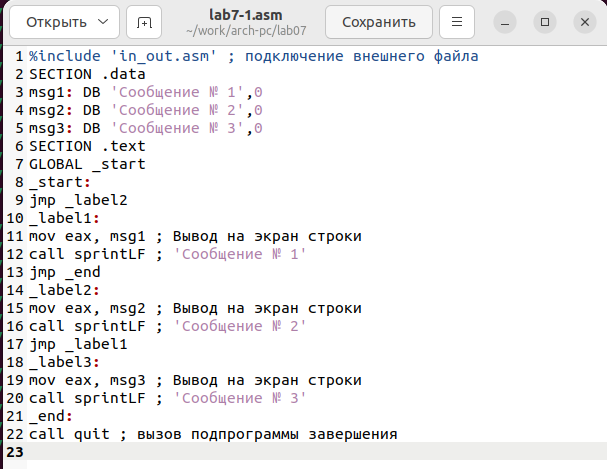 Открыть
lab7-1.asm
~/work/arch-pc/lab07
Сохранить
1 %include 'in_out.asm' ; подключение внешнего файла
2 SECTION .data
3 msg1: DB 'Сообщение № 1',0
4 msg2: DB 'Сообщение № 2',0
5 msg3: DB 'Сообщение № 3',0
6 SECTION .text
7 GLOBAL _start
8 _start:
9 jmp _label2
10 _label1:
11 mov eax, msg1 ; Вывод на экран строки
12 call sprintLF ; 'Сообщение № 1'
13 jmp _end
14 _label2:
15 mov eax, msg2 ; Вывод на экран строки
16 call sprintLF ; 'Сообщение № 2'
17 jmp _label1
18 _label3:
19 mov eax, msg3 ; Вывод на экран строки
20 call sprintLF ; 'Сообщение № 3'
21 _end:
22 call quit ; вызов подпрограммы завершения
23